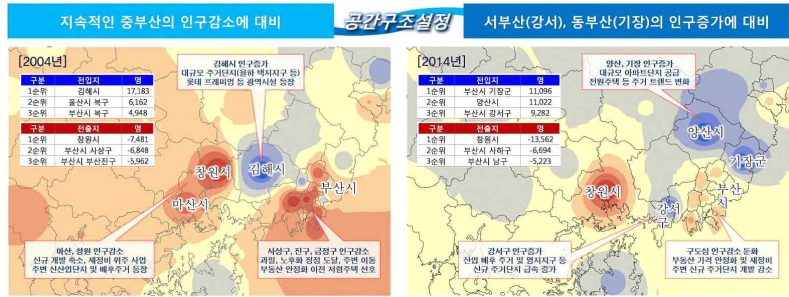 지속적인 중부산의 인구감소에 대비
공간구조설정
서부산(강서), 동부산(기장)의 인구증가에 대비
[2004년]
구분 전입지 명
1순위 김해시 17,183
2순위 울산시 북구 6,162
3순위 부산시 북구 4,948
구분 전출지 명
1순위 창원시 -7,481
2순위 부산시 사상구 -6,848
3순위 부산시 부산진구 -5,962
김해시 인구증가
대규모 주거단지(율하 택지지구 등)
롯데 프레미엄 등 광역시설 등장
창원시
김해시
부산시
마산시
마산, 창원 인구감소
신규 개발 축소, 재정비 위주 사업
주변 신산업단지 및 배후주거 등장
사상구, 진구, 금정구 인구감소
과밀, 노후화 정점 도달, 주변 이동
부동산 안정화 이전 저렴주택 선호
[2014년]
구분 전입지 명
1순위 부산시 기장군 11,096
2순위 양산시 11,022
3순위 부산시 강서구 9,282
구분 전출지 명
1순위 창원시 -13,562
2순위 부산시 사하구 -6,694
3순위 부산시 남구 -5,223
양산, 기장 인구증가
대규모 아파트단지 공급
전원주택 등 주거 트랜드 변화
양산시
기장군
창원시
강서구
부산시
강서구 인구증가
산업 배후 주거 및 명지지구 등
신규 주거단지 급속 증가
구도심 인구감소 둔화
부동산 가격 안정화 및 재정비
주변 신규 주거단지 개발 감소